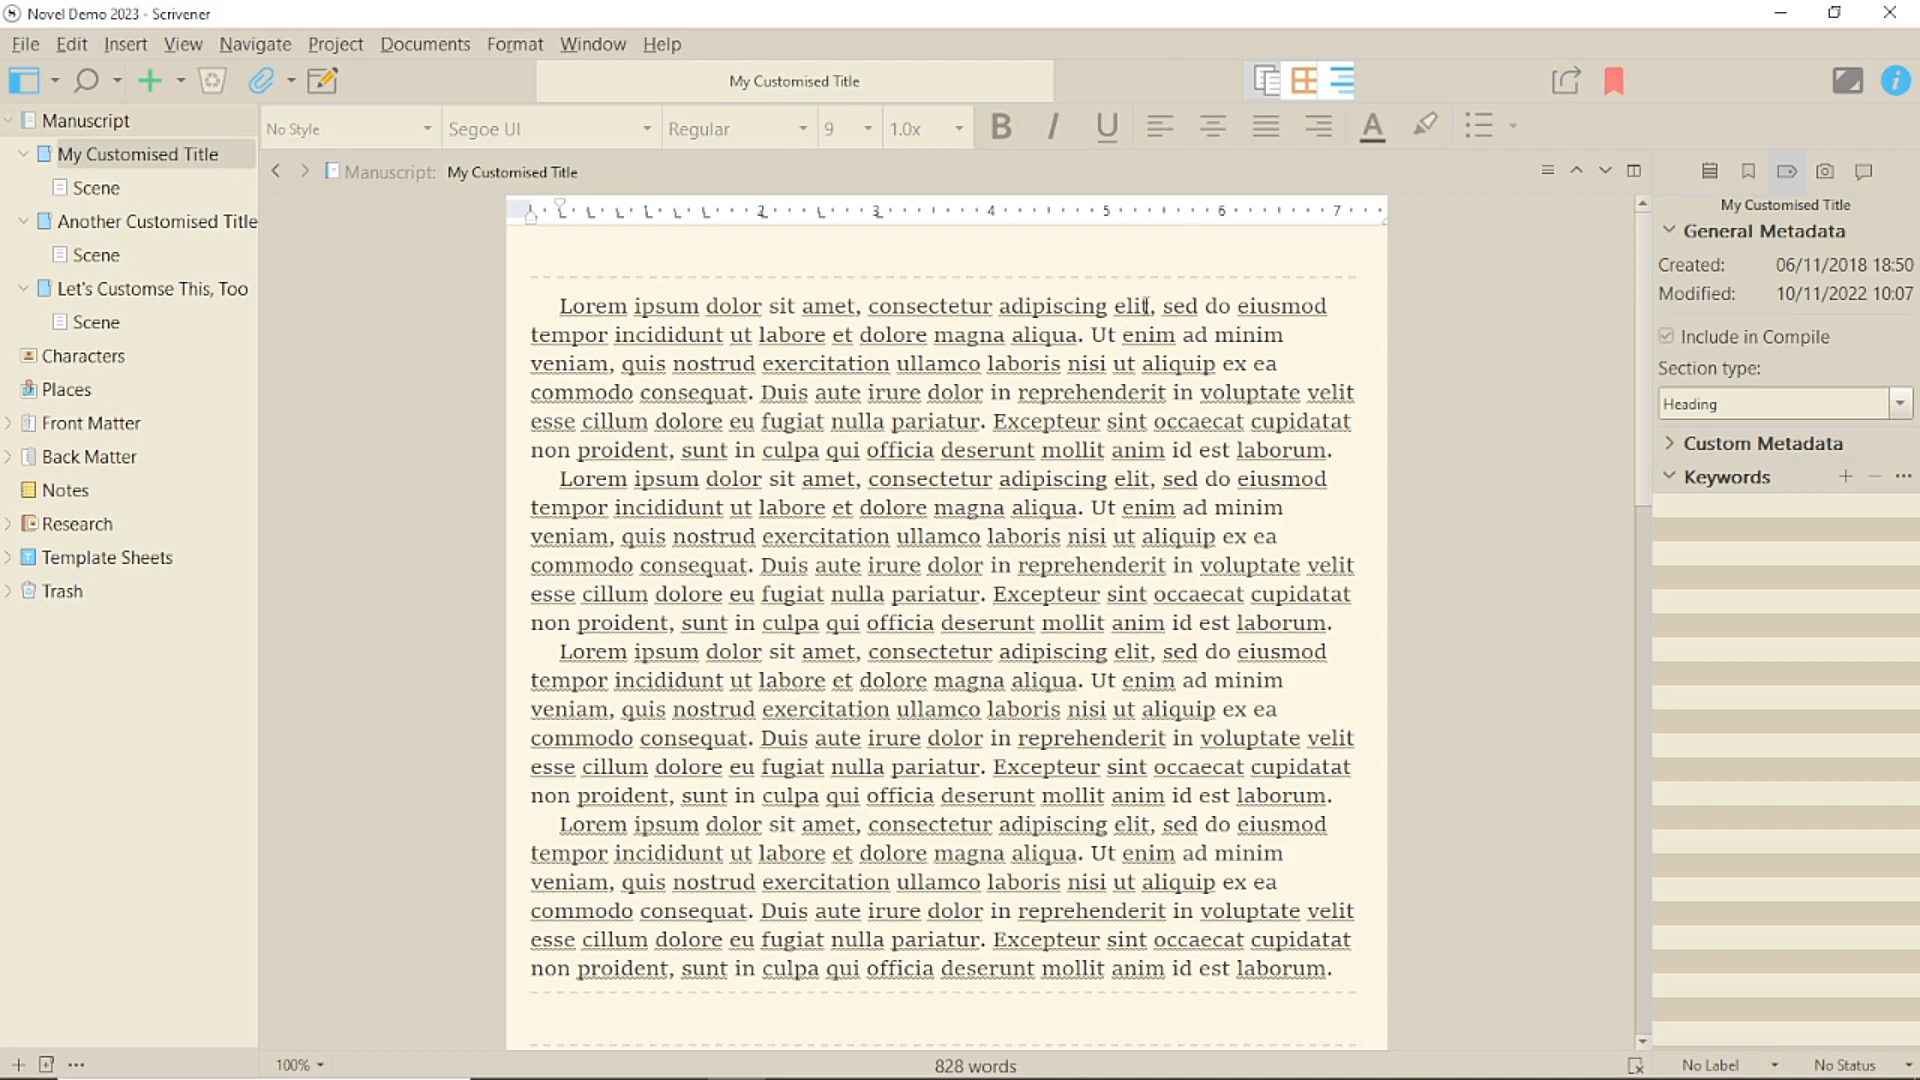 Novel Demo 2023 - Scrivener
File Edit Insert View Navigate Project Documents Format Window Help
My Customised Title
No Style Segoe UI Regular 9 1.0x B I U A
Manuscript: My Customised Title
Manuscript
My Customised Title
Scene
Another Customised Title
Scene
Let's Customse This, Too
Scene
Characters
Places
Front Matter
Back Matter
Notes
Research
Template Sheets
Trash
1 2 3 4 5 6 7
Lorem ipsum dolor sit amet, consectetur adipiscing elit, sed do eiusmod
tempor incididunt ut labore et dolore magna aliqua. Ut enim ad minim
veniam, quis nostrud exercitation ullamco laboris nisi ut aliquip ex ea
commodo consequat. Duis aute irure dolor in reprehenderit in voluptate velit
esse cillum dolore eu fugiat nulla pariatur. Excepteur sint occaecat cupidatat
non proident, sunt in culpa qui officia deserunt mollit anim id est laborum.
Lorem ipsum dolor sit amet, consectetur adipiscing elit, sed do eiusmod
tempor incididunt ut labore et dolore magna aliqua. Ut enim ad minim
veniam, quis nostrud exercitation ullamco laboris nisi ut aliquip ex ea
commodo consequat. Duis aute irure dolor in reprehenderit in voluptate velit
esse cillum dolore eu fugiat nulla pariatur. Excepteur sint occaecat cupidatat
non proident, sunt in culpa qui officia deserunt mollit anim id est laborum.
Lorem ipsum dolor sit amet, consectetur adipiscing elit, sed do eiusmod
tempor incididunt ut labore et dolore magna aliqua. Ut enim ad minim
veniam, quis nostrud exercitation ullamco laboris nisi ut aliquip ex ea
commodo consequat. Duis aute irure dolor in reprehenderit in voluptate velit
esse cillum dolore eu fugiat nulla pariatur. Excepteur sint occaecat cupidatat
non proident, sunt in culpa qui officia deserunt mollit anim id est laborum.
Lorem ipsum dolor sit amet, consectetur adipiscing elit, sed do eiusmod
tempor incididunt ut labore et dolore magna aliqua. Ut enim ad minim
veniam, quis nostrud exercitation ullamco laboris nisi ut aliquip ex ea
commodo consequat. Duis aute irure dolor in reprehenderit in voluptate velit
esse cillum dolore eu fugiat nulla pariatur. Excepteur sint occaecat cupidatat
non proident, sunt in culpa qui officia deserunt mollit anim id est laborum.
My Customised Title
General Metadata
Created: 06/11/2018 18:50
Modified: 10/11/2022 10:07
Include in Compile
Section type:
Heading
Custom Metadata
Keywords
100% 828 words No Label No Status